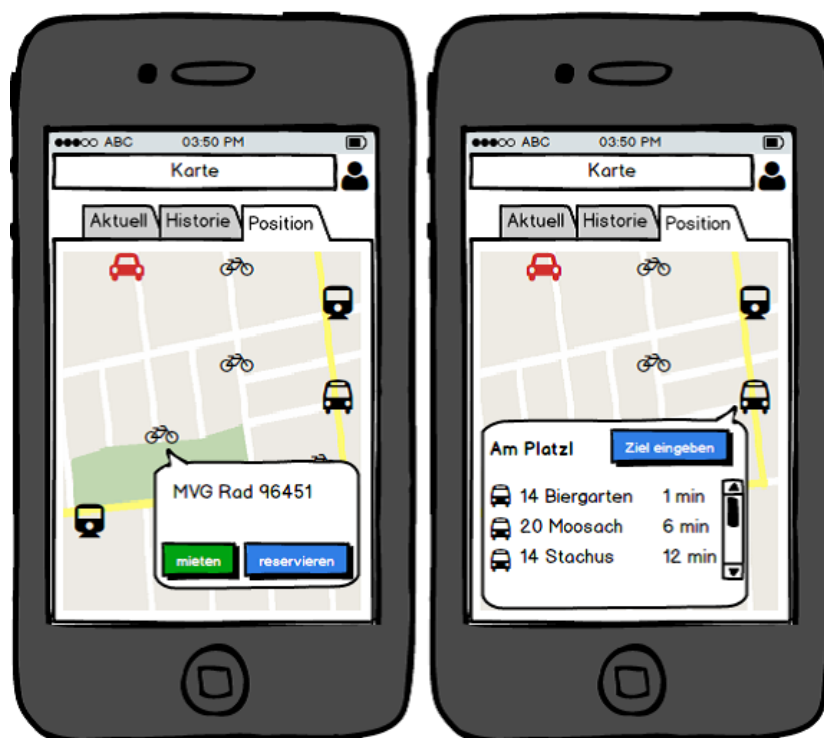 ABC 03:50 PM
Karte
Aktuell Historie Position
MVG Rad 96451
mieten reservieren
ABC 03:50 PM
Karte
Aktuell Historie Position
Am Platzl Ziel eingeben
14 Biergarten 1 min
20 Moosach 6 min
14 Stachus 12 min